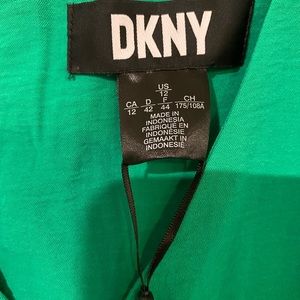 DKNY
US
12
CA D F CH
12 42 44 175/108A
MADE IN
INDONESIA
FABRIQUÉ EN
INDONÉSIE
GEMAAKT IN
INDONESIË